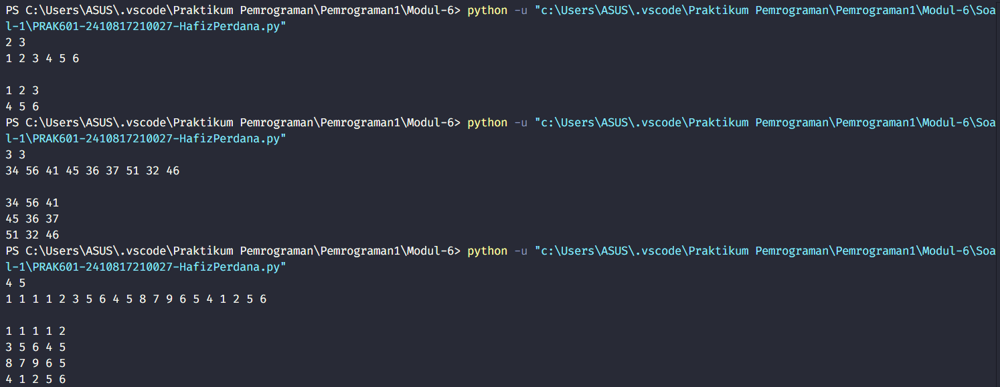 PS C:\Users\ASUS\.vscode\Praktikum Pemrograman\Pemrograman1\Modul-6> python -u "c:\Users\ASUS\.vscode\Praktikum Pemrograman\Pemrograman1\Modul-6\Soa
l-1\PRAK601-2410817210027-HafizPerdana.py"
2 3
1 2 3 4 5 6

1 2 3
4 5 6
PS C:\Users\ASUS\.vscode\Praktikum Pemrograman\Pemrograman1\Modul-6> python -u "c:\Users\ASUS\.vscode\Praktikum Pemrograman\Pemrograman1\Modul-6\Soa
l-1\PRAK601-2410817210027-HafizPerdana.py"
3 3
34 56 41 45 36 37 51 32 46

34 56 41
45 36 37
51 32 46
PS C:\Users\ASUS\.vscode\Praktikum Pemrograman\Pemrograman1\Modul-6> python -u "c:\Users\ASUS\.vscode\Praktikum Pemrograman\Pemrograman1\Modul-6\Soa
l-1\PRAK601-2410817210027-HafizPerdana.py"
4 5
1 1 1 1 2 3 5 6 4 5 8 7 9 6 5 4 1 2 5 6

1 1 1 1 2
3 5 6 4 5
8 7 9 6 5
4 1 2 5 6